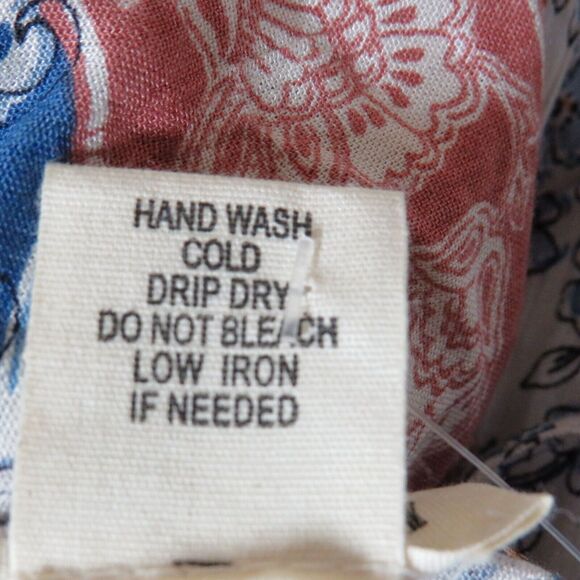 HAND WASH
COLD
DRIP DRY
DO NOT BLEACH
LOW IRON
IF NEEDED